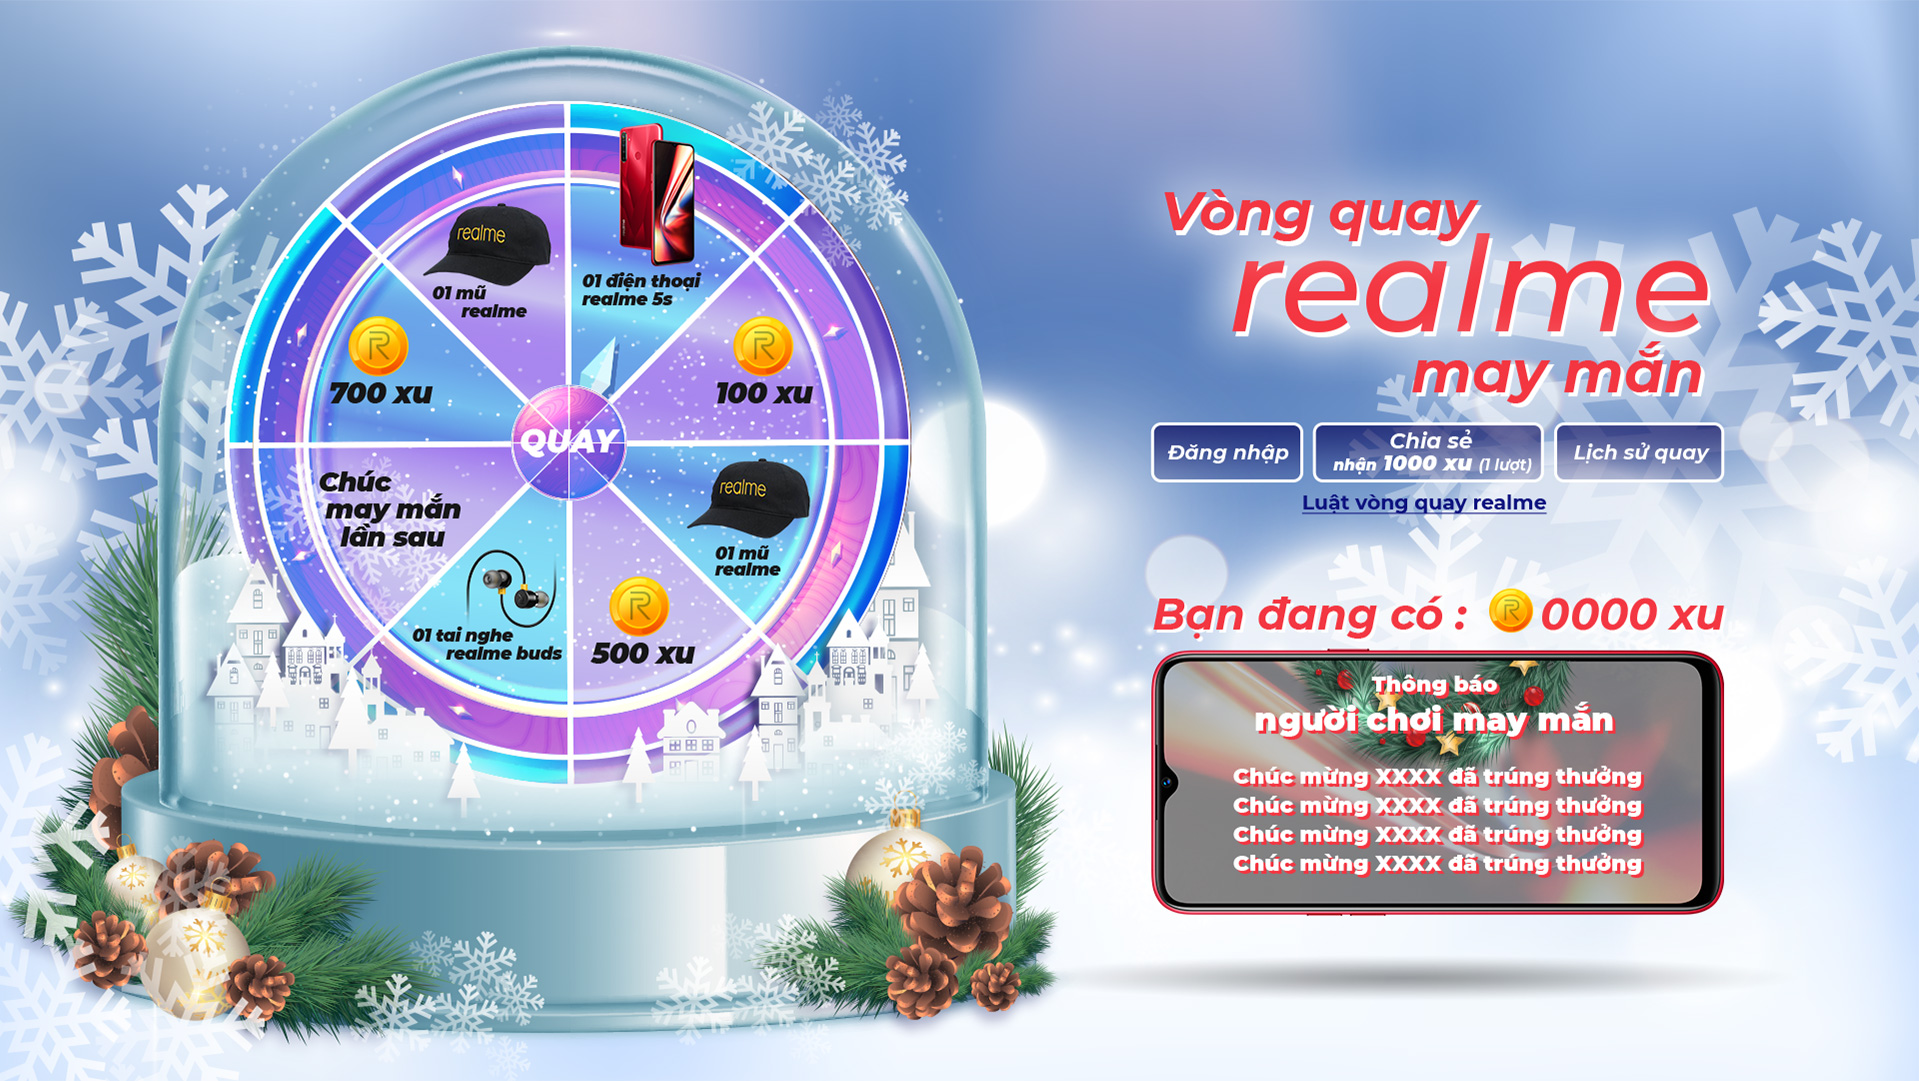 realme
01 mũ
realme
01 điện thoại
realme 5s
R
700 xu
R
100 xu
QUAY
Chúc
may mắn
lần sau
realme
01 mũ
realme
01 tai nghe
realme buds
R
500 xu
Vòng quay
realme
may mắn
Đăng nhập
Chia sẻ
nhận 1000 xu (1 lượt)
Lịch sử quay
Luật vòng quay realme
Bạn đang có : R 0000 xu
Thông báo
người chơi may mắn
Chúc mừng XXXX đã trúng thưởng
Chúc mừng XXXX đã trúng thưởng
Chúc mừng XXXX đã trúng thưởng
Chúc mừng XXXX đã trúng thưởng